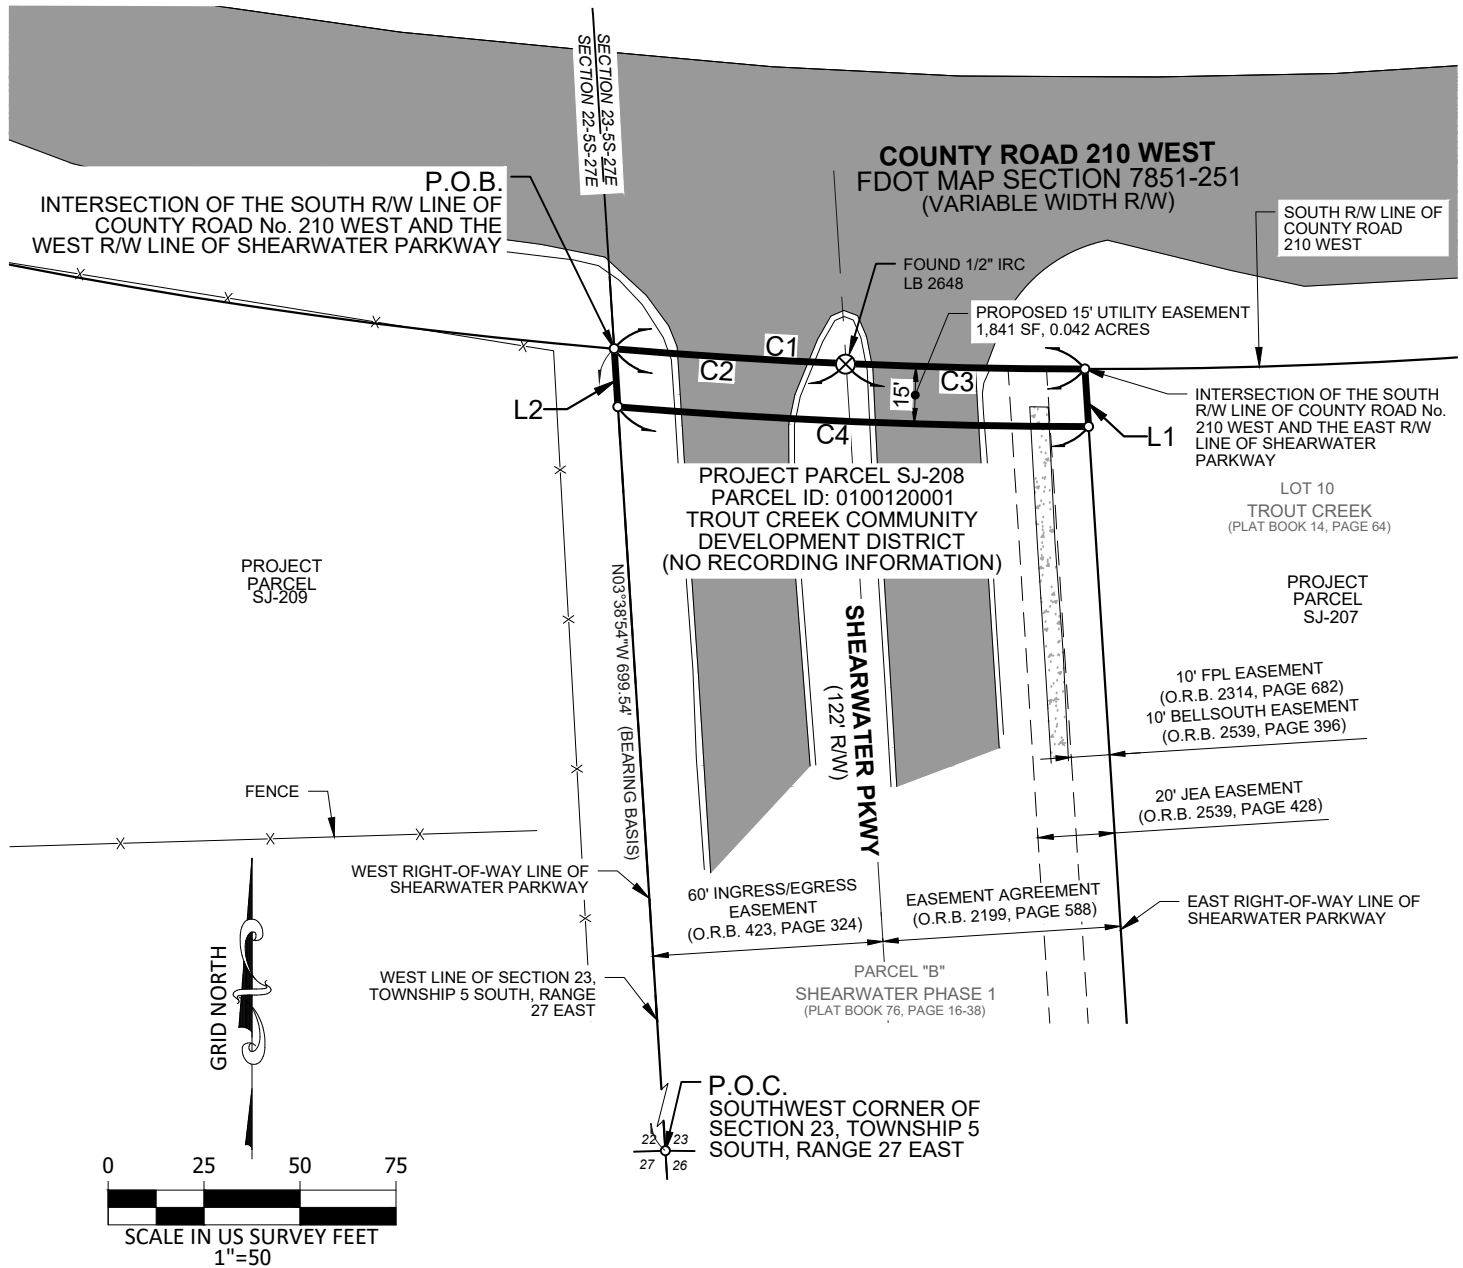 SECTION 23-5S-27E
SECTION 22-5S-27E
COUNTY ROAD 210 WEST
FDOT MAP SECTION 7851-251
(VARIABLE WIDTH R/W)
P.O.B.
INTERSECTION OF THE SOUTH R/W LINE OF
COUNTY ROAD No. 210 WEST AND THE
WEST R/W LINE OF SHEARWATER PARKWAY
SOUTH R/W LINE OF
COUNTY ROAD
210 WEST
FOUND 1/2" IRC
LB 2648
PROPOSED 15' UTILITY EASEMENT
1,841 SF, 0.042 ACRES
C1
C2
C3
15'
L2
C4
L1
INTERSECTION OF THE SOUTH
R/W LINE OF COUNTY ROAD No.
210 WEST AND THE EAST R/W
LINE OF SHEARWATER
PARKWAY
PROJECT PARCEL SJ-208
PARCEL ID: 0100120001
TROUT CREEK COMMUNITY
DEVELOPMENT DISTRICT
(NO RECORDING INFORMATION)
LOT 10
TROUT CREEK
(PLAT BOOK 14, PAGE 64)
PROJECT
PARCEL
SJ-209
PROJECT
PARCEL
SJ-207
N03°38'54"W 699.54' (BEARING BASIS)
SHEARWATER PKWY
(122' R/W)
10' FPL EASEMENT
(O.R.B. 2314, PAGE 682)
10' BELLSOUTH EASEMENT
(O.R.B. 2539, PAGE 396)
20' JEA EASEMENT
(O.R.B. 2539, PAGE 428)
FENCE
WEST RIGHT-OF-WAY LINE OF
SHEARWATER PARKWAY
60' INGRESS/EGRESS
EASEMENT
(O.R.B. 423, PAGE 324)
EASEMENT AGREEMENT
(O.R.B. 2199, PAGE 588)
EAST RIGHT-OF-WAY LINE OF
SHEARWATER PARKWAY
WEST LINE OF SECTION 23,
TOWNSHIP 5 SOUTH, RANGE
27 EAST
PARCEL "B"
SHEARWATER PHASE 1
(PLAT BOOK 76, PAGE 16-38)
GRID NORTH
P.O.C.
SOUTHWEST CORNER OF
SECTION 23, TOWNSHIP 5
SOUTH, RANGE 27 EAST
22 23
27 26
0 25 50 75
SCALE IN US SURVEY FEET
1"=50